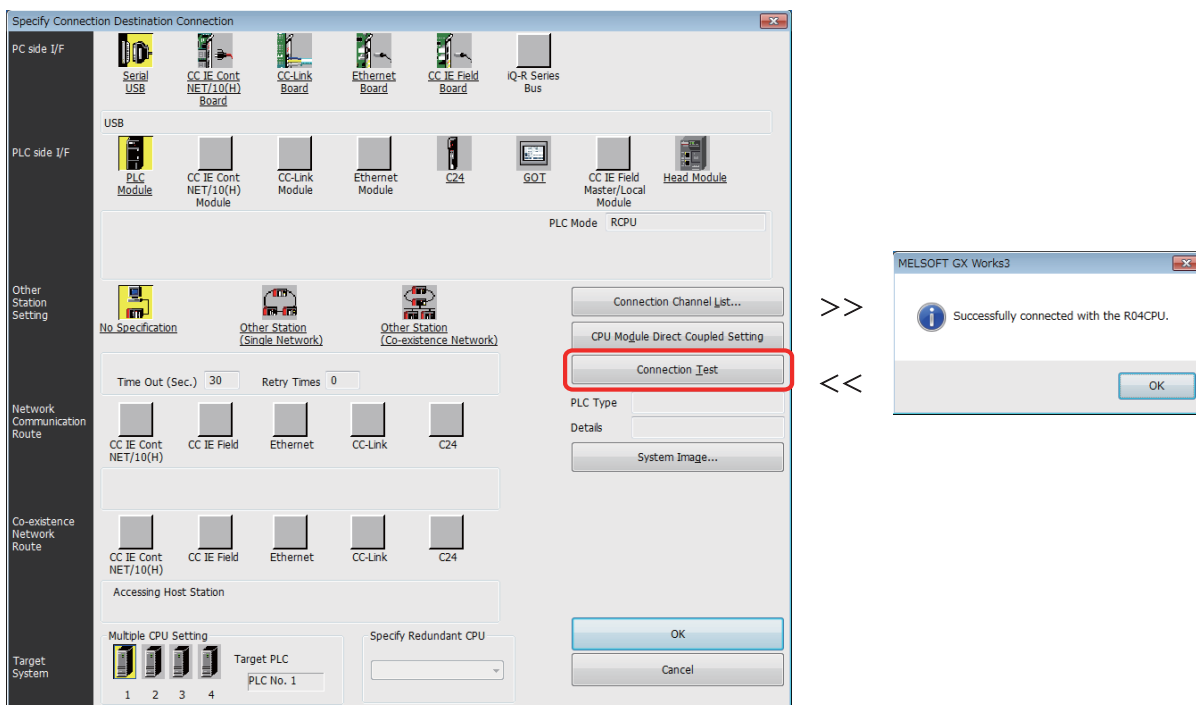 Specify Connection Destination Connection
PC side I/F
Serial
USB
CC IE Cont
NET/10(H)
Board
CC-Link
Board
Ethernet
Board
CC IE Field
Board
iQ-R Series
Bus
USB
PLC side I/F
PLC
Module
CC IE Cont
NET/10(H)
Module
CC-Link
Module
Ethernet
Module
C24
GOT
CC IE Field
Master/Local
Module
Head Module
PLC Mode RCPU
Other
Station
Setting
No Specification
Other Station
(Single Network)
Other Station
(Co-existence Network)
Time Out (Sec.) 30 Retry Times 0
Connection Channel List...
CPU Module Direct Coupled Setting
Connection Test
PLC Type
Details
System Image...
Network
Communication
Route
CC IE Cont
NET/10(H)
CC IE Field
Ethernet
CC-Link
C24
Co-existence
Network
Route
CC IE Cont
NET/10(H)
CC IE Field
Ethernet
CC-Link
C24
Accessing Host Station
Target
System
Multiple CPU Setting
1 2 3 4
Target PLC
PLC No. 1
Specify Redundant CPU
OK
Cancel
>>
<<
MELSOFT GX Works3
Successfully connected with the R04CPU.
OK